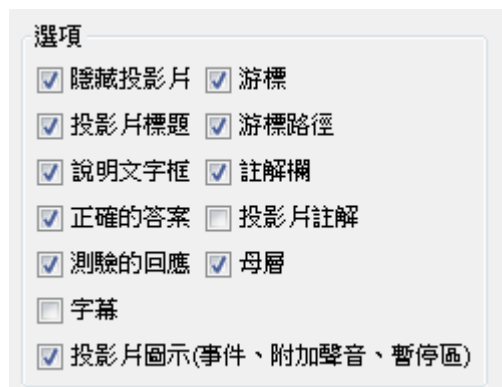 選項
隱藏投影片 游標
投影片標題 游標路徑
說明文字框 註解欄
正確的答案 投影片註解
測驗的回應 母層
字幕
投影片圖示(事件、附加聲音、暫停區)